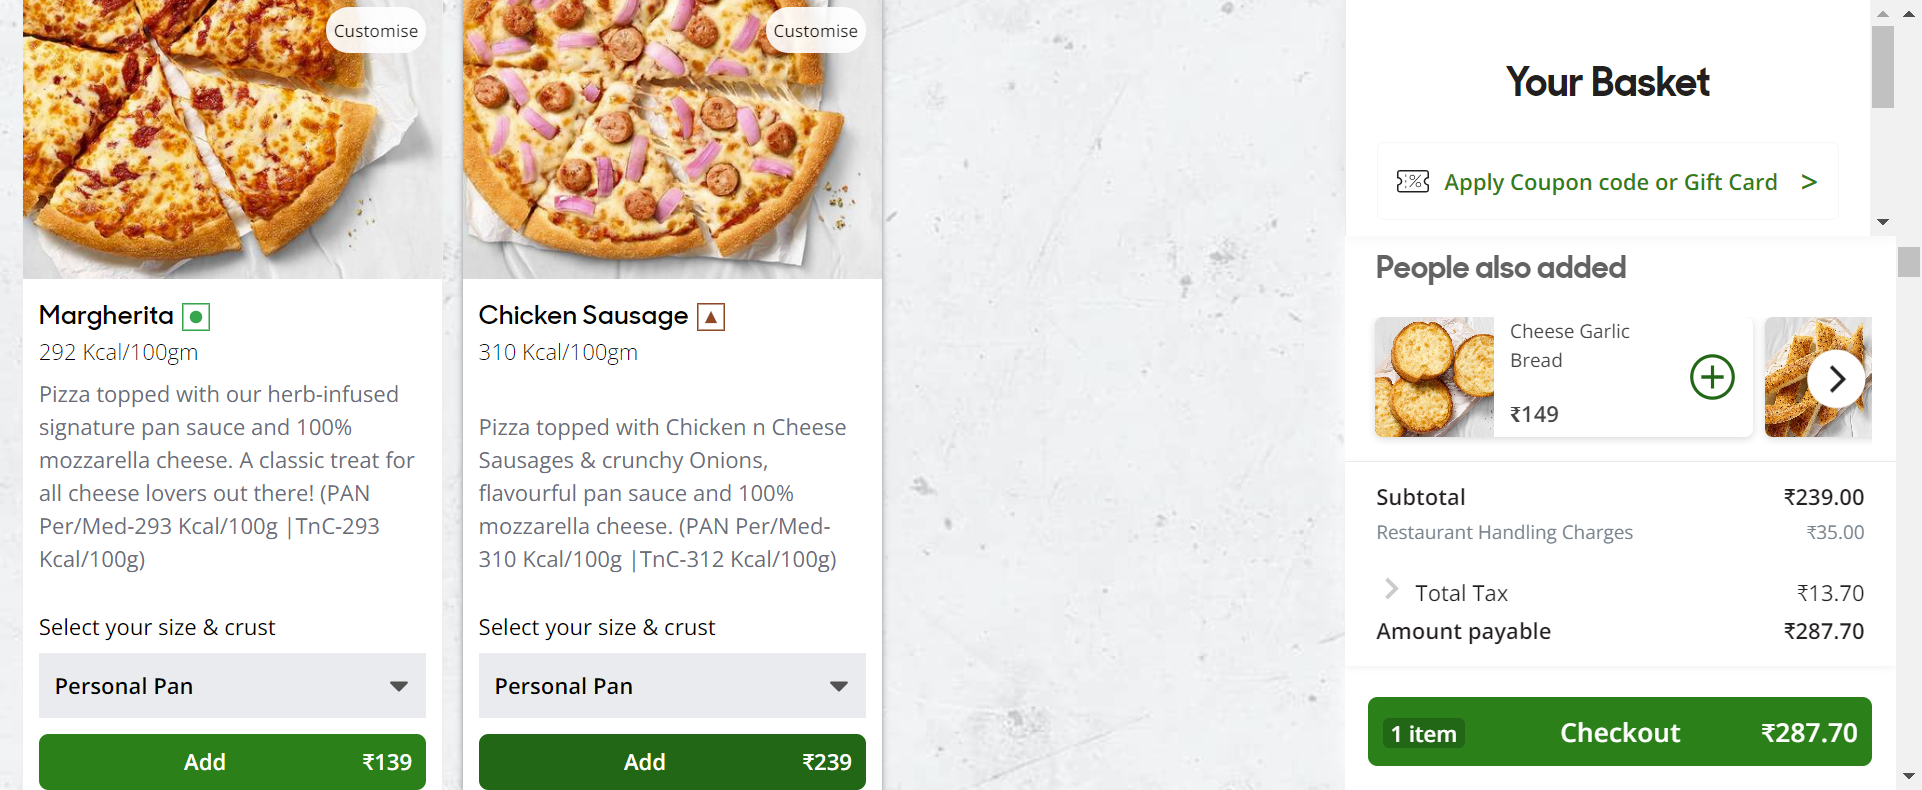 Customise
Margherita
292 Kcal/100gm
Pizza topped with our herb-infused
signature pan sauce and 100%
mozzarella cheese. A classic treat for
all cheese lovers out there! (PAN
Per/Med-293 Kcal/100g |TnC-293
Kcal/100g)
Select your size & crust
Personal Pan
Add ₹139
Customise
Chicken Sausage
310 Kcal/100gm
Pizza topped with Chicken n Cheese
Sausages & crunchy Onions,
flavourful pan sauce and 100%
mozzarella cheese. (PAN Per/Med-
310 Kcal/100g |TnC-312 Kcal/100g)
Select your size & crust
Personal Pan
Add ₹239
Your Basket
Apply Coupon code or Gift Card >
People also added
Cheese Garlic
Bread
₹149
Subtotal ₹239.00
Restaurant Handling Charges ₹35.00
Total Tax ₹13.70
Amount payable ₹287.70
1 item Checkout ₹287.70